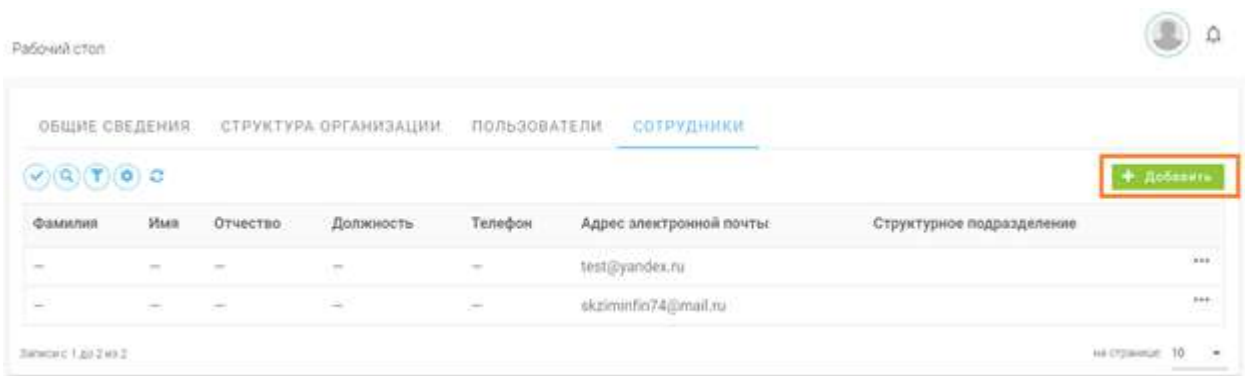 Рабочий стол
ОБЩИЕ СВЕДЕНИЯ СТРУКТУРА ОРГАНИЗАЦИИ ПОЛЬЗОВАТЕЛИ СОТРУДНИКИ
+ Добавить
Фамилия Имя Отчество Должность Телефон Адрес электронной почты Структурное подразделение
— — — — — test@yandex.ru ...
— — — — — skziminfin74@mail.ru ...
Записи с 1 до 2 из 2 на странице: 10